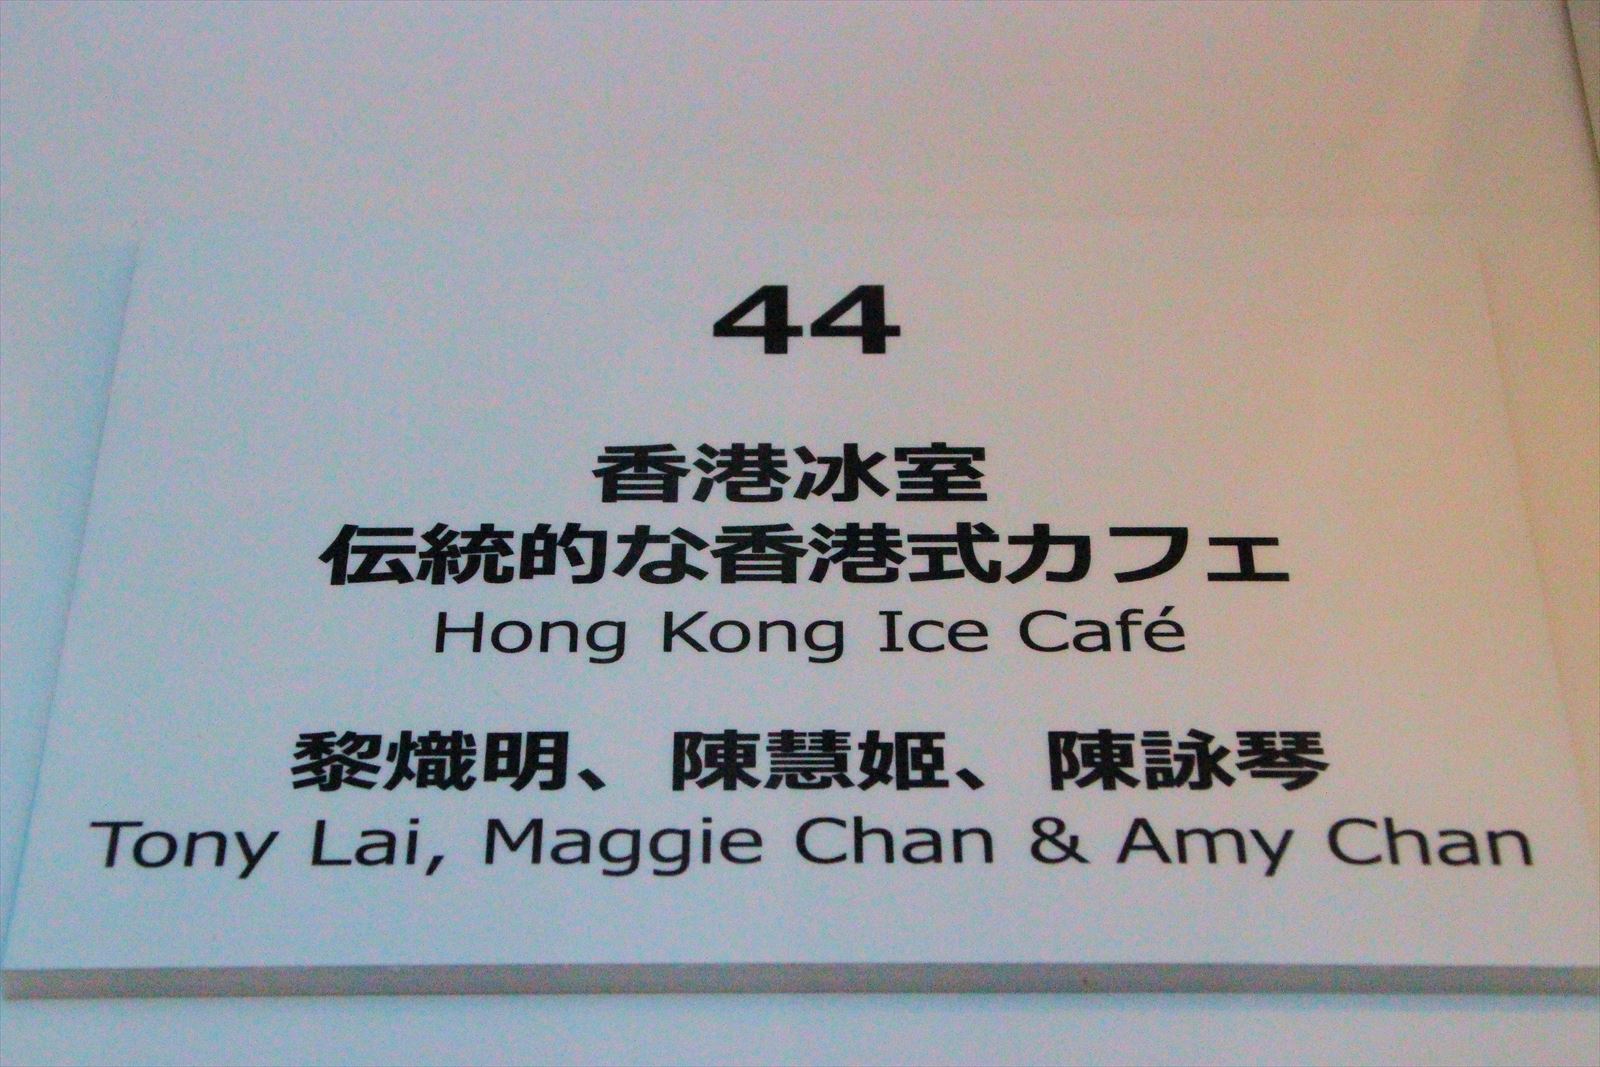 44
香港冰室
伝統的な香港式カフェ
Hong Kong Ice Café
黎熾明、陳慧姬、陳詠琴
Tony Lai, Maggie Chan & Amy Chan